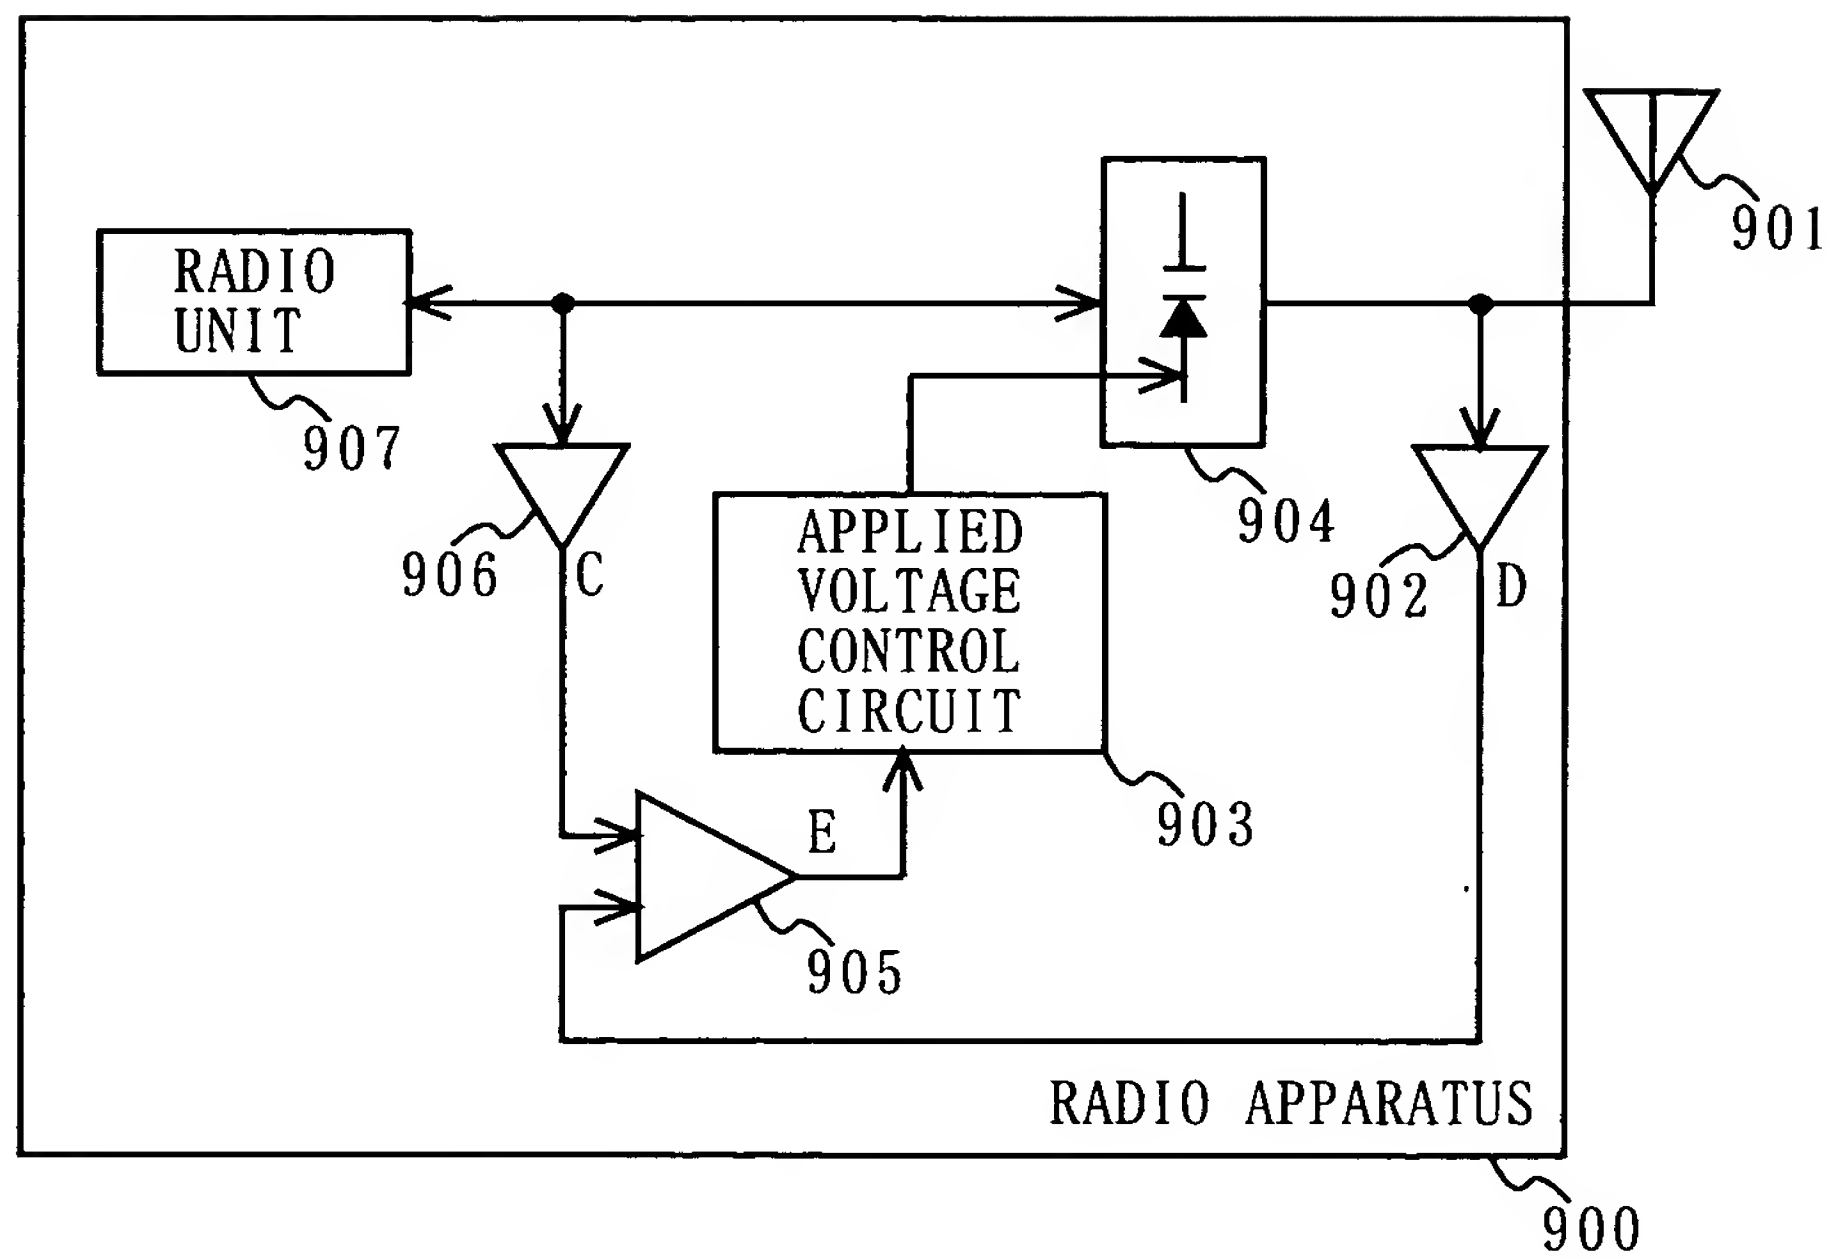 901
RADIO
UNIT
907
904
APPLIED
VOLTAGE
CONTROL
CIRCUIT
906
C
902
D
903
E
905
RADIO APPARATUS
900